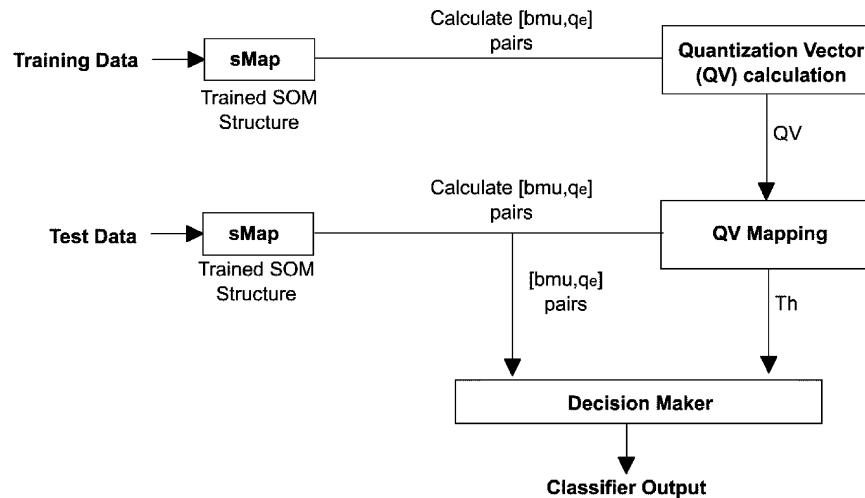 Calculate [bmu,qe]
pairs
Training Data
sMap
Quantization Vector
(QV) calculation
Trained SOM
Structure
QV
Calculate [bmu,qe]
pairs
Test Data
sMap
QV Mapping
Trained SOM
Structure
[bmu,qe]
pairs
Th
Decision Maker
Classifier Output